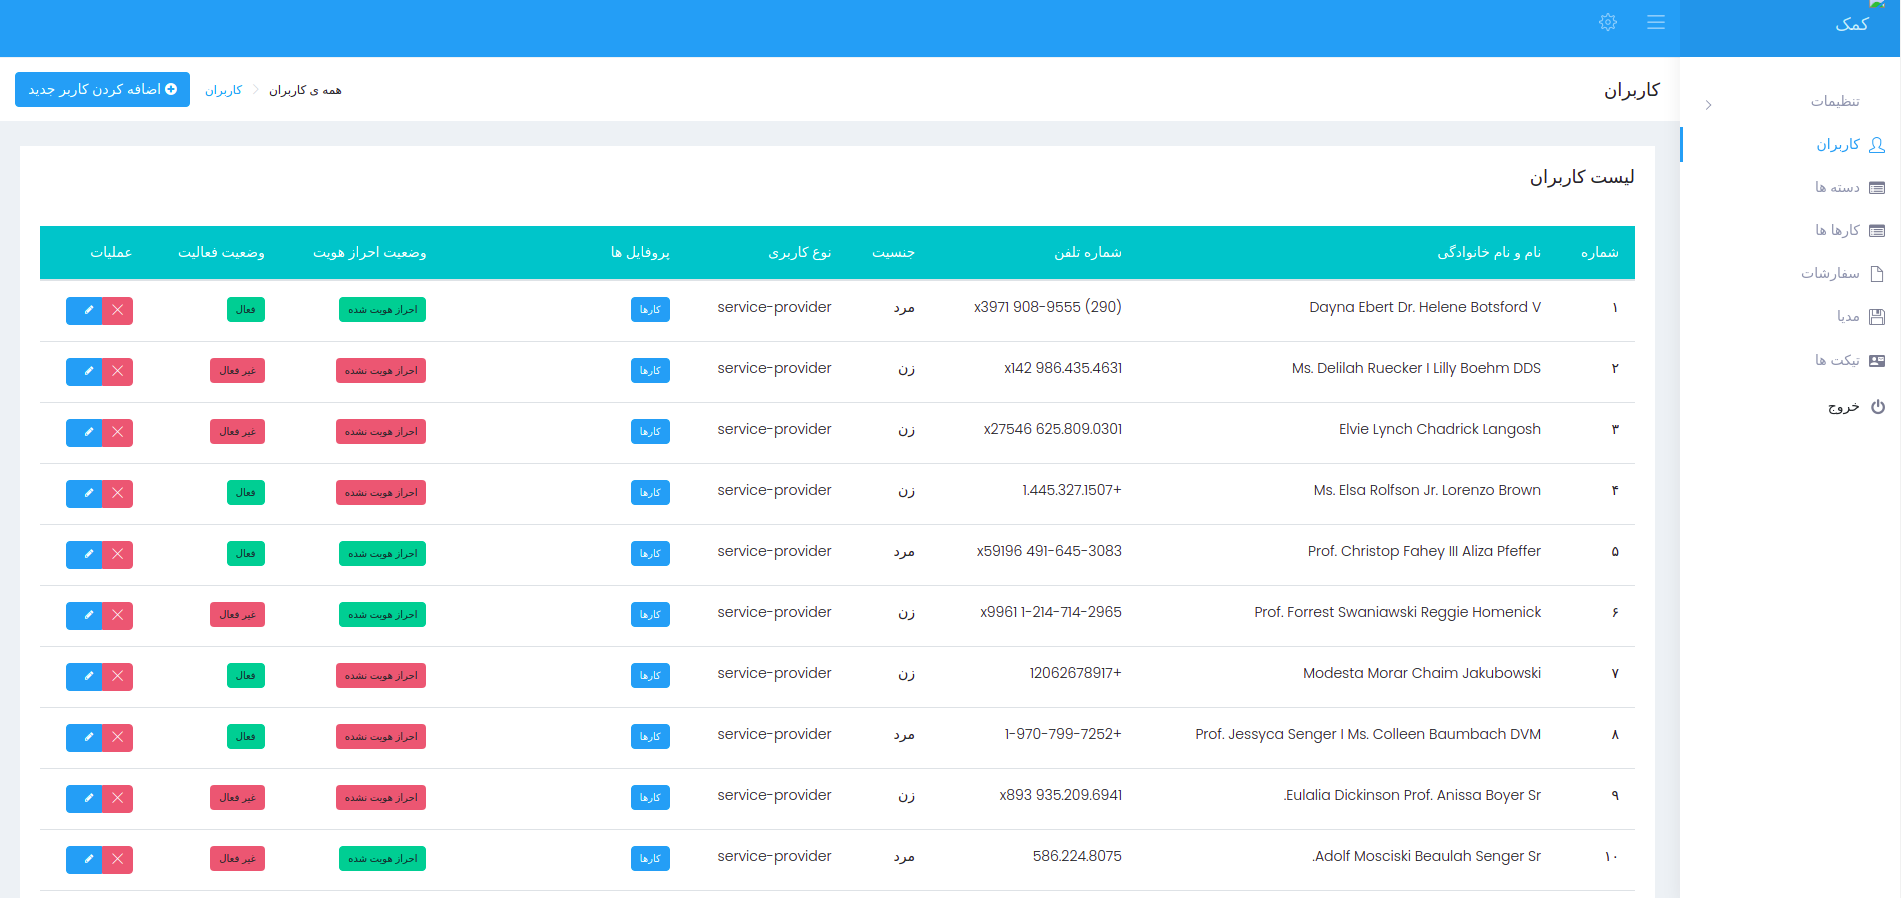 کمک
تنظیمات
کاربران
دسته ها
کارها ها
سفارشات
مدیا
تیکت ها
خروج
کاربران
همه ی کاربران
کاربران
اضافه کردن کاربر جدید
لیست کاربران
شماره نام و نام خانوادگی شماره تلفن جنسیت نوع کاربری پروفایل ها وضعیت احراز هویت وضعیت فعالیت عملیات
۱ Dayna Ebert Dr. Helene Botsford V x3971 908-9555 (290) مرد service-provider کارها احراز هویت شده فعال
۲ Ms. Delilah Ruecker I Lilly Boehm DDS x142 986.435.4631 زن service-provider کارها احراز هویت نشده غیر فعال
۳ Elvie Lynch Chadrick Langosh x27546 625.809.0301 زن service-provider کارها احراز هویت نشده غیر فعال
۴ Ms. Elsa Rolfson Jr. Lorenzo Brown 1.445.327.1507+ زن service-provider کارها احراز هویت نشده فعال
۵ Prof. Christop Fahey III Aliza Pfeffer x59196 491-645-3083 مرد service-provider کارها احراز هویت شده فعال
۶ Prof. Forrest Swaniawski Reggie Homenick x9961 1-214-714-2965 زن service-provider کارها احراز هویت شده غیر فعال
۷ Modesta Morar Chaim Jakubowski 12062678917+ زن service-provider کارها احراز هویت نشده فعال
۸ Prof. Jessyca Senger I Ms. Colleen Baumbach DVM 1-970-799-7252+ مرد service-provider کارها احراز هویت نشده فعال
۹ .Eulalia Dickinson Prof. Anissa Boyer Sr x893 935.209.6941 زن service-provider کارها احراز هویت نشده غیر فعال
۱۰ .Adolf Mosciski Beaulah Senger Sr 586.224.8075 مرد service-provider کارها احراز هویت شده غیر فعال